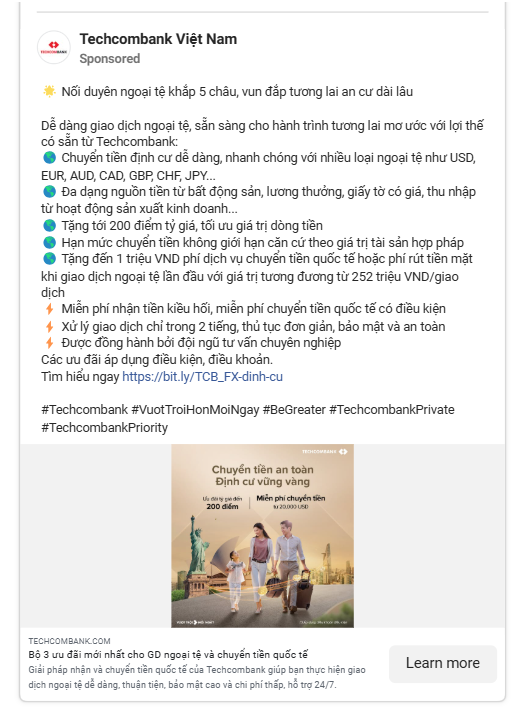 Techcombank Việt Nam
TECHCOMBANK
Sponsored
🌟 Nối duyên ngoại tệ khắp 5 châu, vun đắp tương lai an cư dài lâu
Dễ dàng giao dịch ngoại tệ, sẵn sàng cho hành trình tương lai mơ ước với lợi thế
có sẵn từ Techcombank:
🌎 Chuyển tiền định cư dễ dàng, nhanh chóng với nhiều loại ngoại tệ như USD,
EUR, AUD, CAD, GBP, CHF, JPY...
🌎 Đa dạng nguồn tiền từ bất động sản, lương thưởng, giấy tờ có giá, thu nhập
từ hoạt động sản xuất kinh doanh...
🌎 Tặng tới 200 điểm tỷ giá, tối ưu giá trị dòng tiền
🌎 Hạn mức chuyển tiền không giới hạn căn cứ theo giá trị tài sản hợp pháp
🌎 Tặng đến 1 triệu VND phí dịch vụ chuyển tiền quốc tế hoặc phí rút tiền mặt
khi giao dịch ngoại tệ lần đầu với giá trị tương đương từ 252 triệu VND/giao
dịch
⚡ Miễn phí nhận tiền kiều hối, miễn phí chuyển tiền quốc tế có điều kiện
⚡ Xử lý giao dịch chỉ trong 2 tiếng, thủ tục đơn giản, bảo mật và an toàn
⚡ Được đồng hành bởi đội ngũ tư vấn chuyên nghiệp
Các ưu đãi áp dụng điều kiện, điều khoản.
Tìm hiểu ngay https://bit.ly/TCB_FX-dinh-cu
#Techcombank #VuotTroiHonMoiNgay #BeGreater #TechcombankPrivate
#TechcombankPriority
TECHCOMBANK
Chuyển tiền an toàn
Định cư vững vàng
Ưu đãi tỷ giá đến
200 điểm
Miễn phí chuyển tiền
từ 20,000 USD
TECHCOMBANK.COM
Bộ 3 ưu đãi mới nhất cho GD ngoại tệ và chuyển tiền quốc tế
Giải pháp nhận và chuyển tiền quốc tế của Techcombank giúp bạn thực hiện giao
dịch ngoại tệ dễ dàng, thuận tiện, bảo mật cao và chi phí thấp, hỗ trợ 24/7.
Learn more